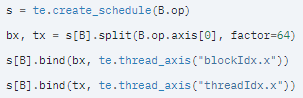 s = te.create_schedule(B.op)
bx, tx = s[B].split(B.op.axis[0], factor=64)
s[B].bind(bx, te.thread_axis("blockIdx.x"))
s[B].bind(tx, te.thread_axis("threadIdx.x"))